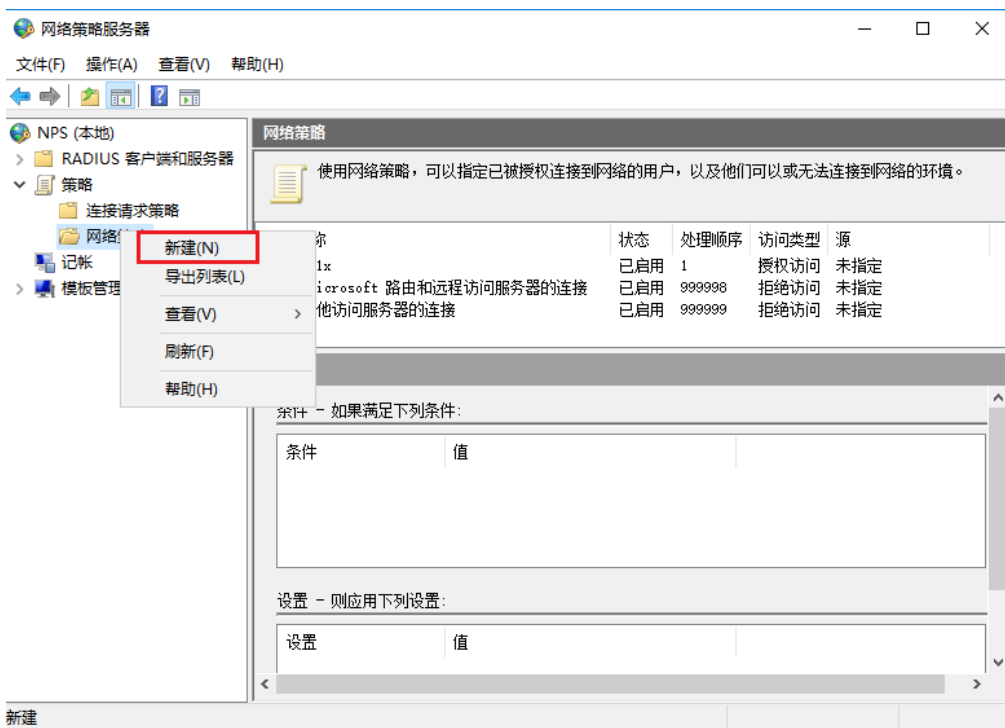 网络策略服务器
文件(F) 操作(A) 查看(V) 帮助(H)
NPS (本地)
RADIUS 客户端和服务器
策略
连接请求策略
网络
记帐
模板管理
新建(N)
导出列表(L)
查看(V)
刷新(F)
帮助(H)
网络策略
使用网络策略，可以指定已被授权连接到网络的用户，以及他们可以或无法连接到网络的环境。
状态 处理顺序 访问类型 源
1x 已启用 1 授权访问 未指定
icrosoft 路由和远程访问服务器的连接 已启用 999998 拒绝访问 未指定
他访问服务器的连接 已启用 999999 拒绝访问 未指定
条件 - 如果满足下列条件:
条件 值
设置 - 则应用下列设置:
设置 值
新建